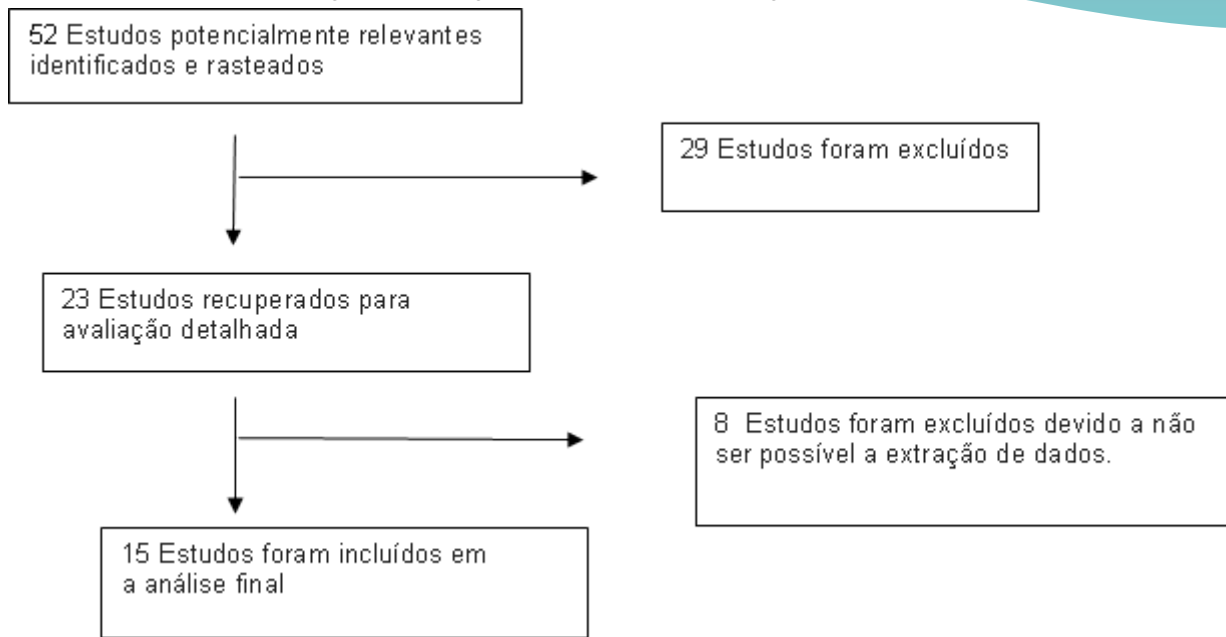 52 Estudos potencialmente relevantes
identificados e rasteados
29 Estudos foram excluídos
23 Estudos recuperados para
avaliação detalhada
8 Estudos foram excluídos devido a não
ser possível a extração de dados.
15 Estudos foram incluídos em
a análise final